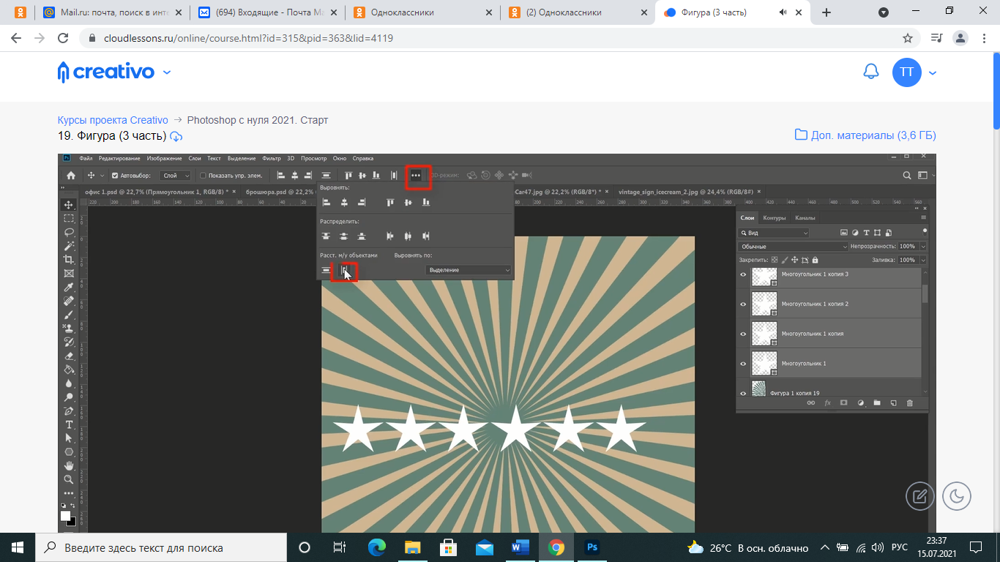 Mail.ru: почта, поиск в инте
(694) Входящие - Почта Ma
Одноклассники
(2) Одноклассники
Фигура (3 часть)
cloudlessons.ru/online/course.html?id=315&pid=363&lid=4119
creativo
TT
Курсы проекта Creativo → Photoshop с нуля 2021. Старт
19. Фигура (3 часть)
Доп. материалы (3,6 ГБ)
Ps Файл Редактирование Изображение Слои Текст Выделение Фильтр 3D Просмотр Окно Справка
Автовыбор: Слой Показать упр. элем. 3D-режим:
офис 1.psd @ 22,7% (Прямоугольник 1, RGB/8) * × брошюра.psd @ 22,2% Car47.jpg @ 22,2% (RGB/8*) * × vintage_sign_icecream_2.jpg @ 24,4% (RGB/8#) ×
Выровнять:
Распределить:
Расст. м/у объектами Выровнять по:
Выделение
Слои Контуры Каналы
Вид
Обычные Непрозрачность: 100%
Закрепить: Заливка: 100%
Многоугольник 1 копия 3
Многоугольник 1 копия 2
Многоугольник 1 копия
Многоугольник 1
Фигура 1 копия 19
fx
Введите здесь текст для поиска
26°C В осн. облачно
РУС
23:37
15.07.2021